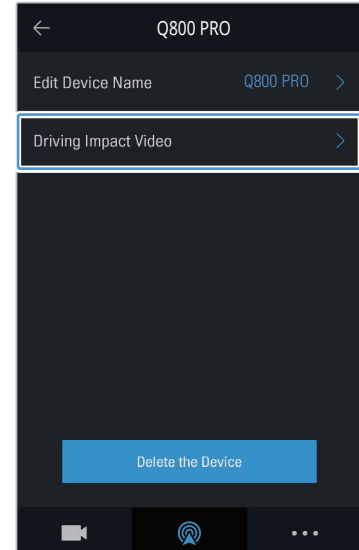 Q800 PRO
Edit Device Name Q800 PRO
Driving Impact Video
Delete the Device